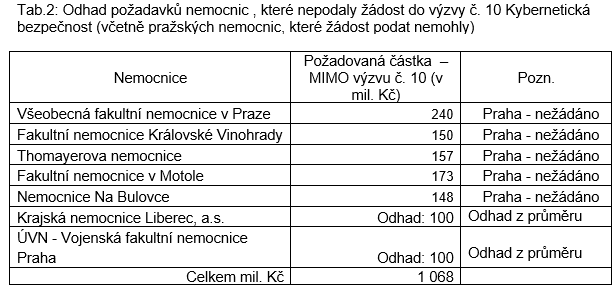 Tab.2: Odhad požadavků nemocnic , které nepodaly žádost do výzvy č. 10 Kybernetická
bezpečnost (včetně pražských nemocnic, které žádost podat nemohly)
Nemocnice
Požadovaná částka –
MIMO výzvu č. 10 (v
mil. Kč)
Pozn.
Všeobecná fakultní nemocnice v Praze 240 Praha - nežádáno
Fakultní nemocnice Královské Vinohrady 150 Praha - nežádáno
Thomayerova nemocnice 157 Praha - nežádáno
Fakultní nemocnice v Motole 173 Praha - nežádáno
Nemocnice Na Bulovce 148 Praha - nežádáno
Krajská nemocnice Liberec, a.s. Odhad: 100 Odhad z průměru
ÚVN - Vojenská fakultní nemocnice
Praha Odhad: 100 Odhad z průměru
Celkem mil. Kč 1 068